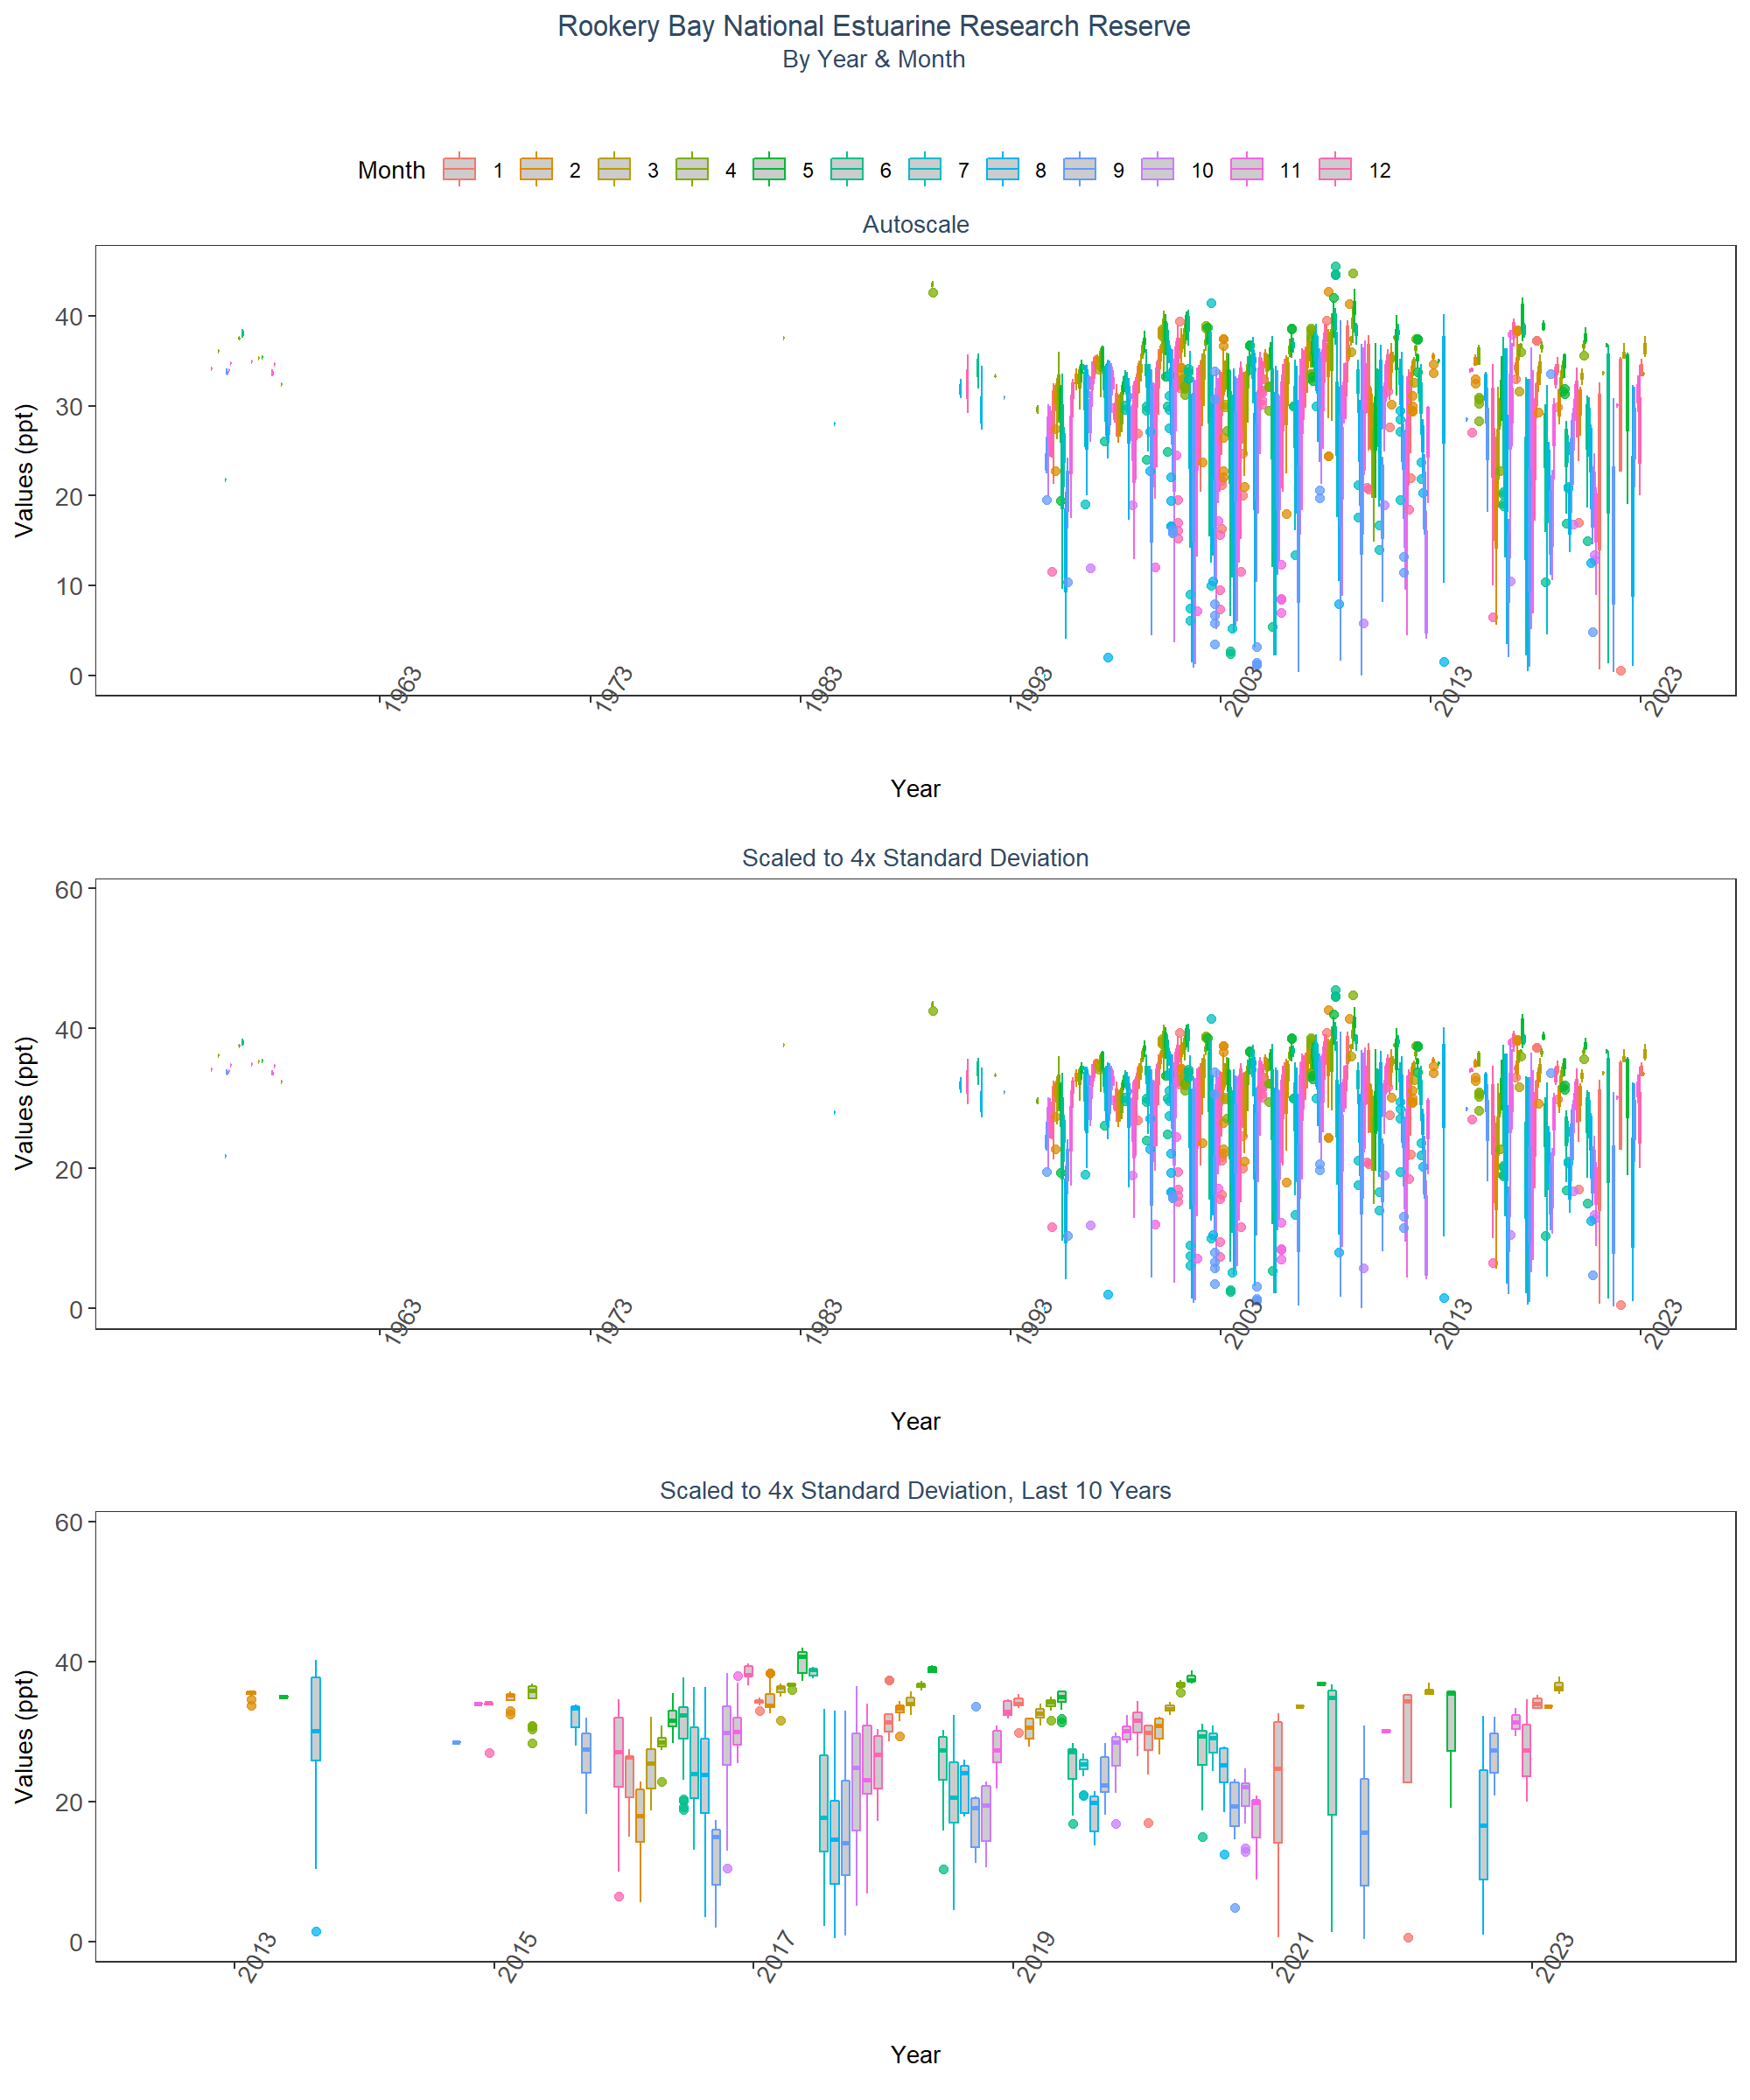 Rookery Bay National Estuarine Research Reserve
By Year & Month
Month 1 2 3 4 5 6 7 8 9 10 11 12
Autoscale
Values (ppt)
40
30
20
10
0
1963 1973 1983 1993 2003 2013 2023
Year
Scaled to 4x Standard Deviation
Values (ppt)
60
40
20
0
1963 1973 1983 1993 2003 2013 2023
Year
Scaled to 4x Standard Deviation, Last 10 Years
Values (ppt)
60
40
20
0
2013 2015 2017 2019 2021 2023
Year